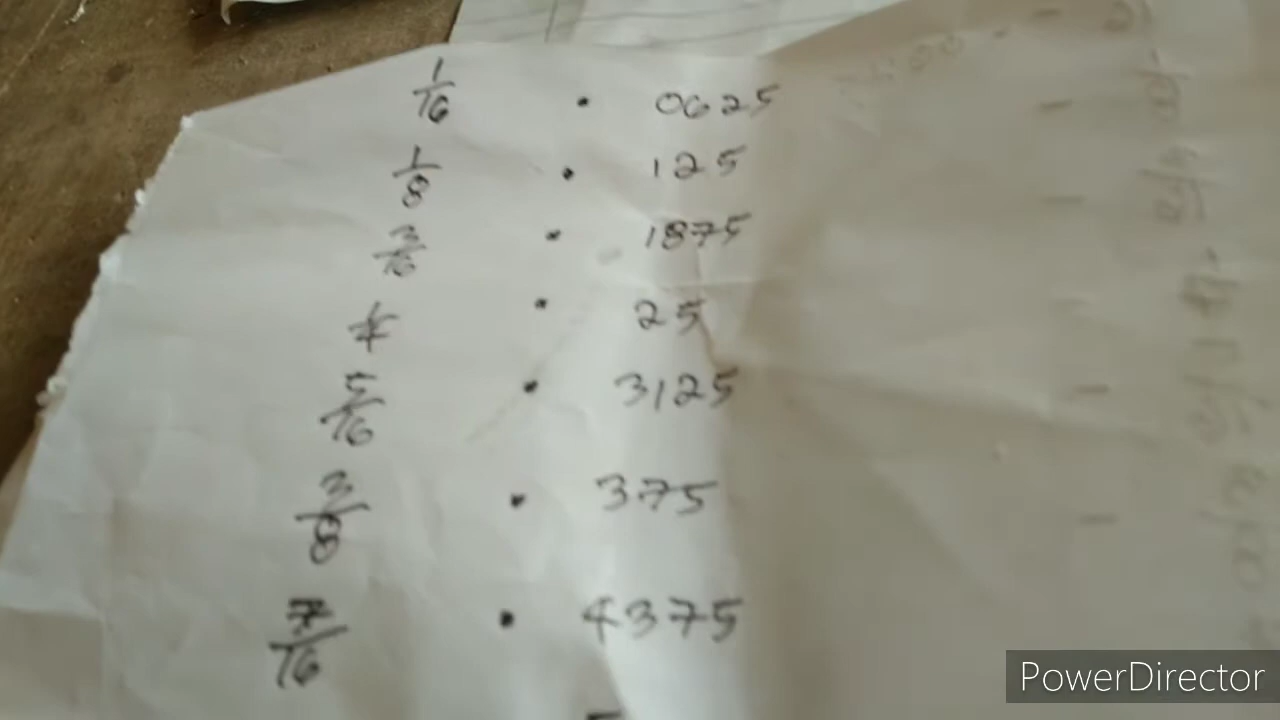 1/16 . 0625
1/8 . 125
3/16 . 1875
1/4 . 25
5/16 . 3125
3/8 . 375
7/16 . 4375
PowerDirector